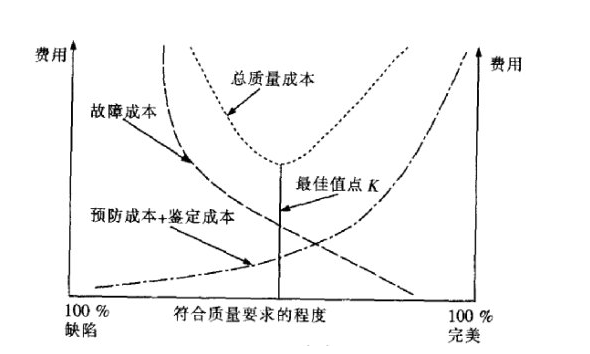 费用
费用
总质量成本
故障成本
最佳值点 K
预防成本+鉴定成本
100 %
缺陷
符合质量要求的程度
100 %
完美